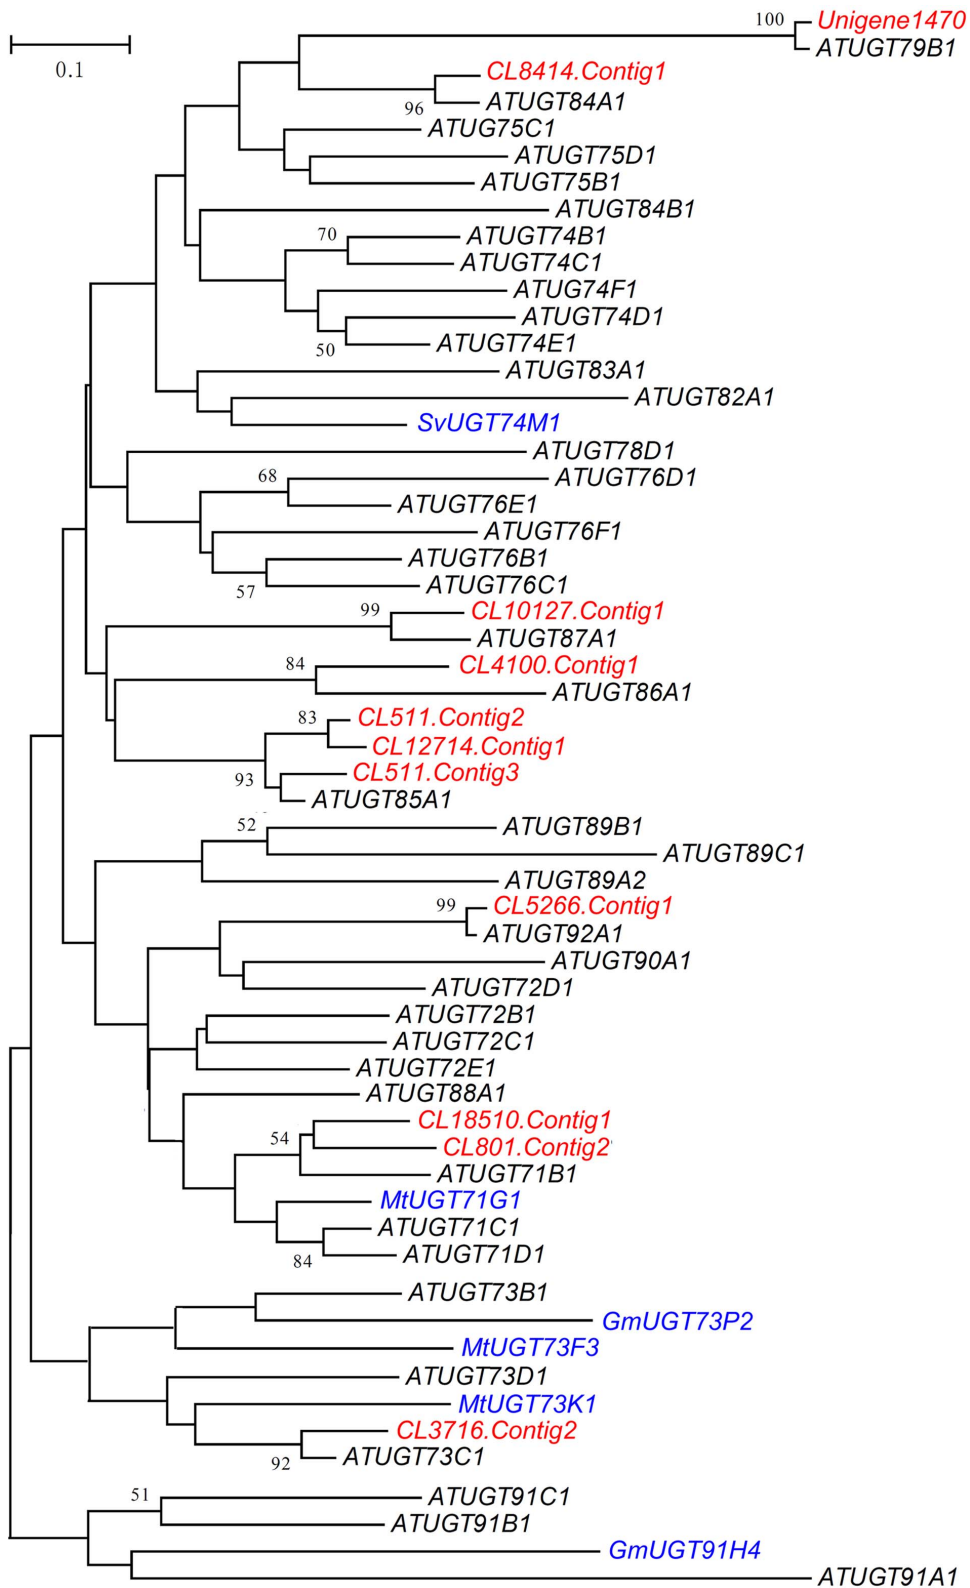 100
Unigene1470
0.1
ATUGT79B1
CL8414.Contig1
96
ATUGT84A1
ATUG75C1
ATUGT75D1
ATUGT75B1
ATUGT84B1
70
ATUGT74B1
ATUGT74C1
ATUG74F1
ATUGT74D1
50
ATUGT74E1
ATUGT83A1
ATUGT82A1
SvUGT74M1
ATUGT78D1
68
ATUGT76D1
ATUGT76E1
ATUGT76F1
ATUGT76B1
57
ATUGT76C1
99
CL10127.Contig1
ATUGT87A1
84
CL4100.Contig1
ATUGT86A1
83
CL511.Contig2
CL12714.Contig1
93
CL511.Contig3
ATUGT85A1
52
ATUGT89B1
ATUGT89C1
ATUGT89A2
99
CL5266.Contig1
ATUGT92A1
ATUGT90A1
ATUGT72D1
ATUGT72B1
ATUGT72C1
ATUGT72E1
ATUGT88A1
CL18510.Contig1
54
CL801.Contig2
ATUGT71B1
MtUGT71G1
ATUGT71C1
84
ATUGT71D1
ATUGT73B1
GmUGT73P2
MtUGT73F3
ATUGT73D1
MtUGT73K1
CL3716.Contig2
92
ATUGT73C1
51
ATUGT91C1
ATUGT91B1
GmUGT91H4
ATUGT91A1